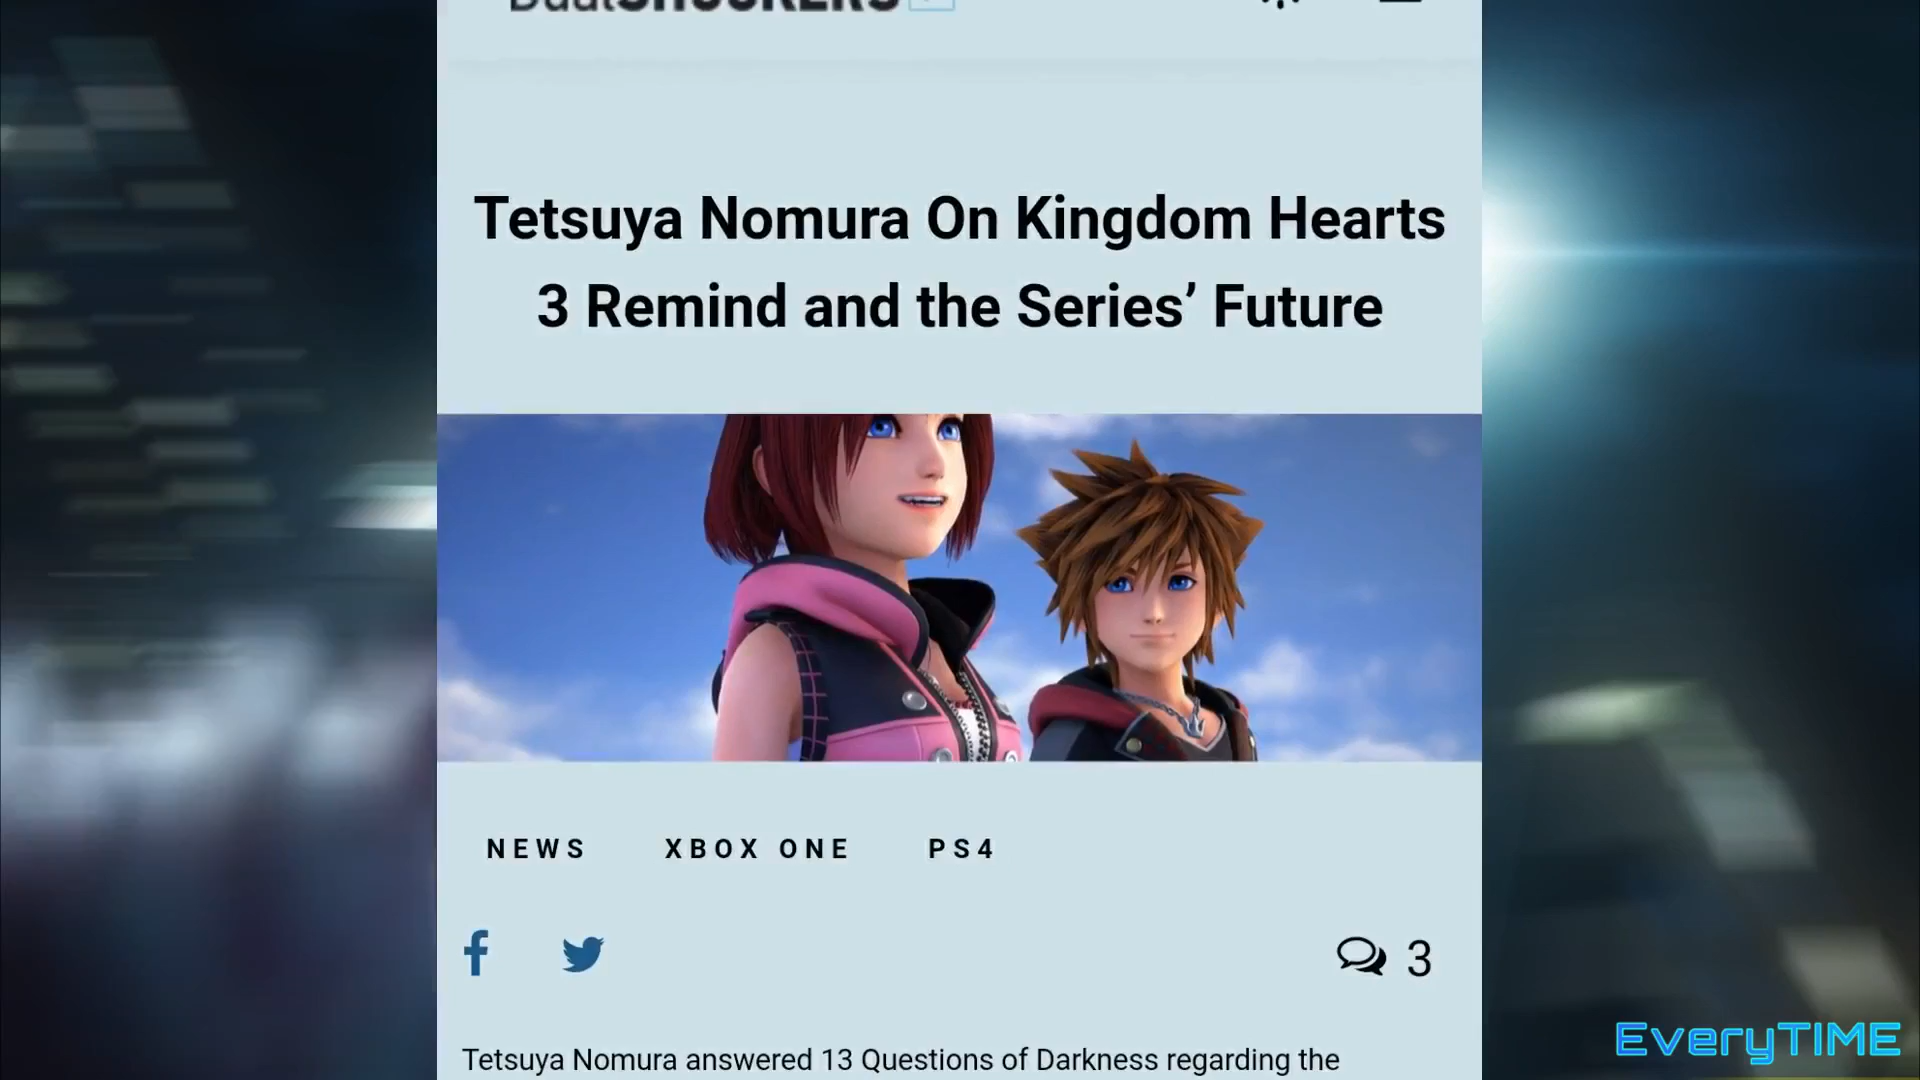 DualSHOCKERS
Tetsuya Nomura On Kingdom Hearts
3 Remind and the Series’ Future
NEWS XBOX ONE PS4
3
Tetsuya Nomura answered 13 Questions of Darkness regarding the
EveryTIME